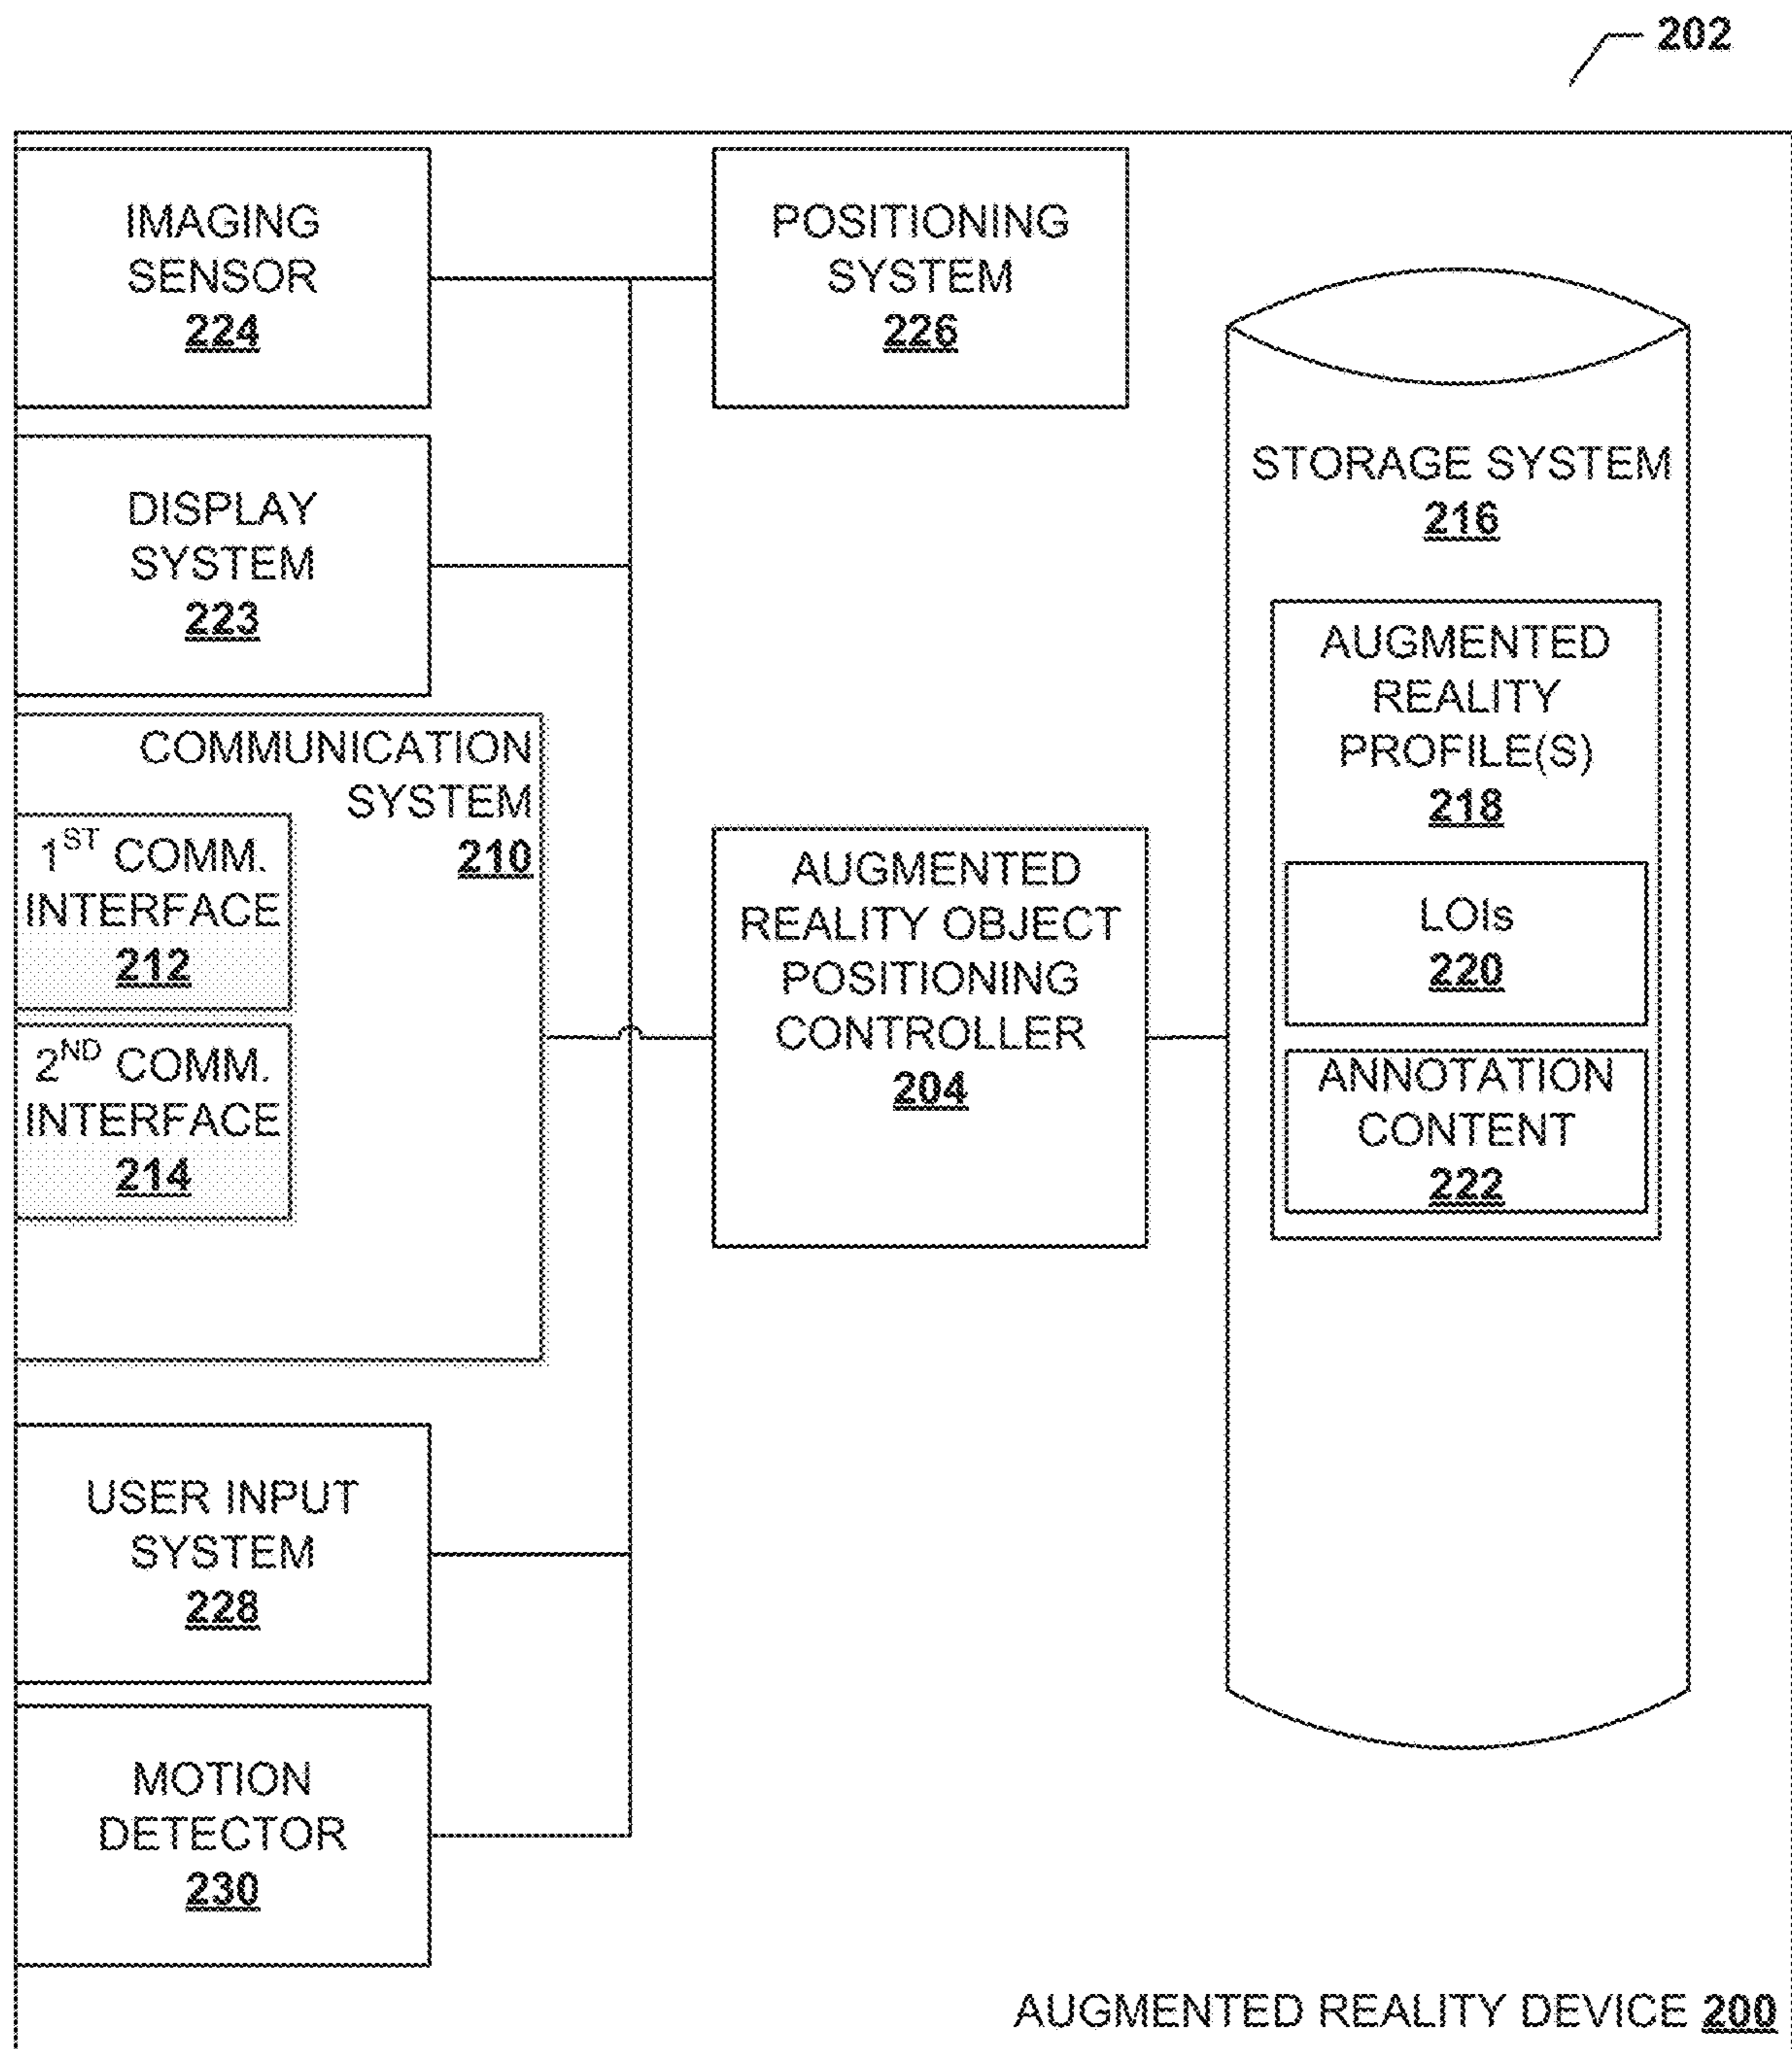 202
IMAGING
SENSOR
224
POSITIONING
SYSTEM
226
DISPLAY
SYSTEM
223
STORAGE SYSTEM
216
AUGMENTED
REALITY
PROFILE(S)
218
LOIs
220
ANNOTATION
CONTENT
222
COMMUNICATION
SYSTEM
210
1ST COMM.
INTERFACE
212
2ND COMM.
INTERFACE
214
AUGMENTED
REALITY OBJECT
POSITIONING
CONTROLLER
204
USER INPUT
SYSTEM
228
MOTION
DETECTOR
230
AUGMENTED REALITY DEVICE 200